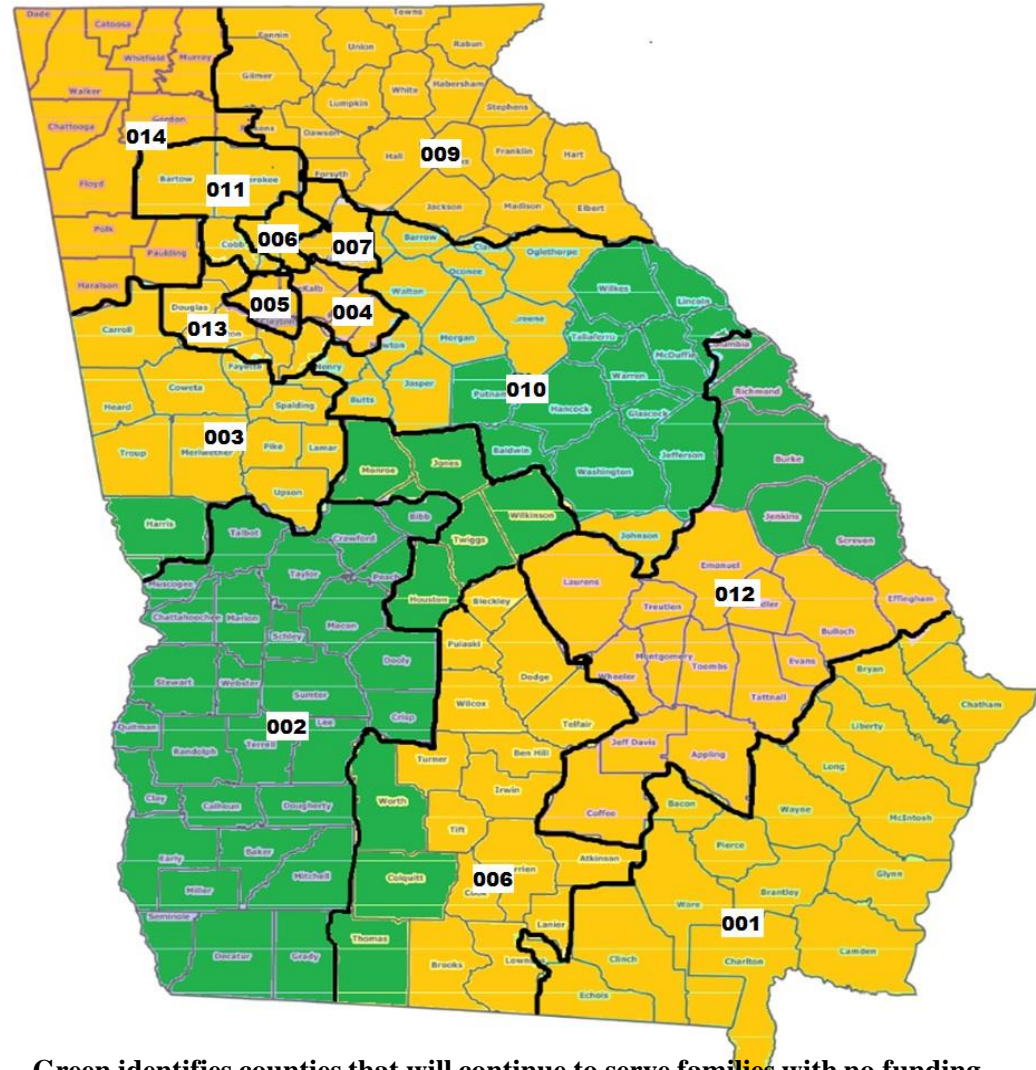 Dade
Catoosa
Towns
Union
Rabun
Whitfield
Murray
Gilmer
Habersham
White
Walker
Lumpkin
Stephens
Chattooga
Gordon
Dawson
014
Hall
009
Franklin
Hart
Forsyth
Floyd
Bartow
011
Jackson
Madison
Elbert
Polk
006
007
Barrow
Cobb
Oglethorpe
Paulding
Oconee
Haralson
Walton
Wilkes
005
004
Douglas
Lincoln
013
Carroll
Morgan
Taliaferro
McDuffie
Fayette
Henry
Warren
Jasper
Coweta
010
Butts
Heard
Spalding
Hancock
Glascock
003
Troup
Meriwether
Pike
Lamar
Baldwin
Jefferson
Richmond
Monroe
Jones
Washington
Burke
Upson
Wilkinson
Harris
Bibb
Jenkins
Talbot
Crawford
Twiggs
Johnson
Screven
Taylor
Peach
Laurens
Emanuel
Muscogee
Houston
Bleckley
012
Effingham
Chattahoochee
Marion
Macon
Treutlen
Schley
Bulloch
Pulaski
Dooly
Montgomery
Evans
Stewart
Webster
Dodge
Wheeler
Toombs
Bryan
Sumter
Tattnall
Chatham
Wilcox
Crisp
Quitman
002
Lee
Telfair
Liberty
Randolph
Terrell
Jeff Davis
Ben Hill
Appling
Turner
Long
Clay
Calhoun
Dougherty
Worth
Irwin
Bacon
Wayne
Coffee
McIntosh
Tift
Early
Baker
Pierce
Atkinson
Mitchell
Colquitt
006
Glynn
Miller
Brantley
Ware
Seminole
001
Lanier
Thomas
Decatur
Grady
Camden
Brooks
Clinch
Charlton
Echols
Green identifies counties that will continue to serve families with no funding